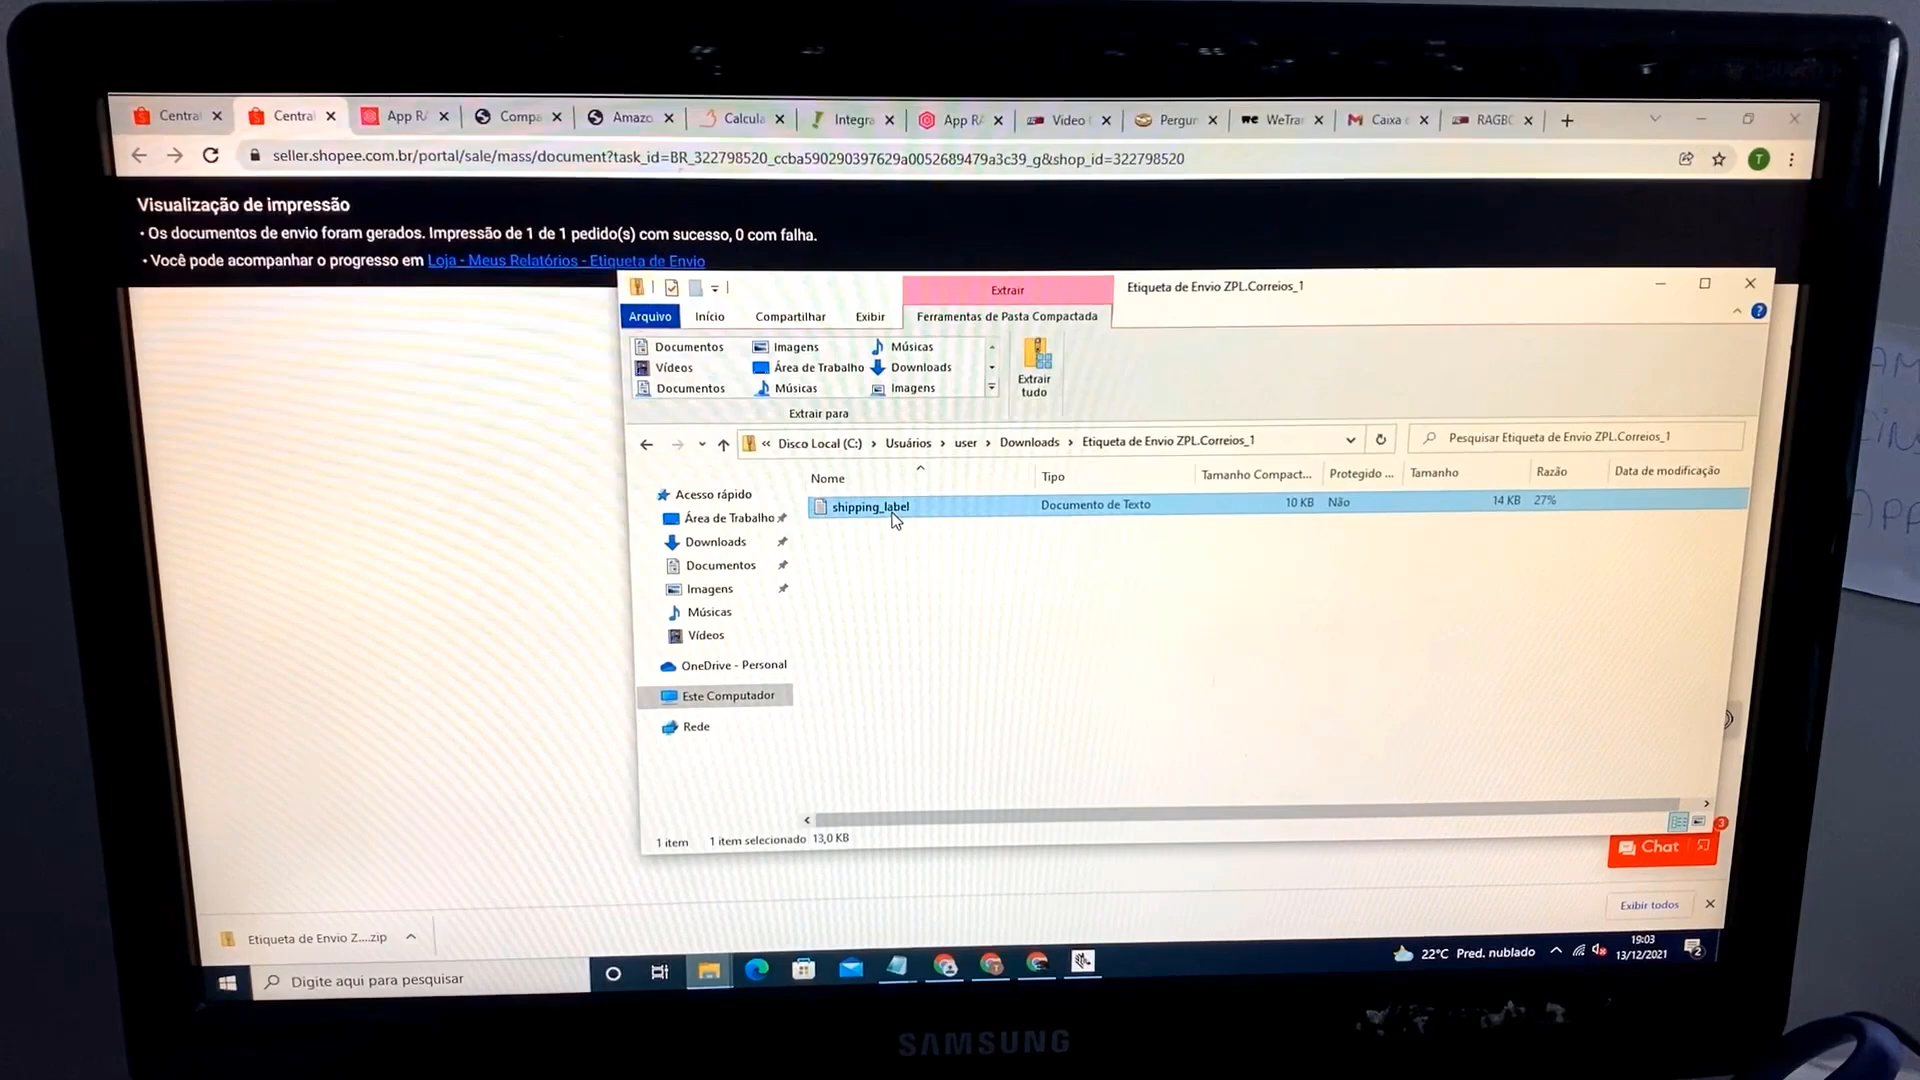 Central
Central
App RA
Compa
Amazo
Calcula
Integra
App RA
Video
Pergun
WeTran
Caixa
RAGBO
seller.shopee.com.br/portal/sale/mass/document?task_id=BR_322798520_ccba590290397629a0052689479a3c39_g&shop_id=322798520
T
Visualização de impressão
• Os documentos de envio foram gerados. Impressão de 1 de 1 pedido(s) com sucesso, 0 com falha.
• Você pode acompanhar o progresso em Loja - Meus Relatórios - Etiqueta de Envio
Extrair
Etiqueta de Envio ZPL.Correios_1
Arquivo
Início
Compartilhar
Exibir
Ferramentas de Pasta Compactada
Documentos
Imagens
Músicas
Vídeos
Área de Trabalho
Downloads
Documentos
Músicas
Imagens
Extrair tudo
Extrair para
« Disco Local (C:) › Usuários › user › Downloads › Etiqueta de Envio ZPL.Correios_1
Pesquisar Etiqueta de Envio ZPL.Correios_1
Nome
Tipo
Tamanho Compact...
Protegido ...
Tamanho
Razão
Data de modificação
shipping_label
Documento de Texto
10 KB
Não
14 KB
27%
Acesso rápido
Área de Trabalho
Downloads
Documentos
Imagens
Músicas
Vídeos
OneDrive - Personal
Este Computador
Rede
1 item
1 item selecionado 13,0 KB
3
Chat
Exibir todos
Etiqueta de Envio Z....zip
Digite aqui para pesquisar
22°C Pred. nublado
19:03
13/12/2021
2
SAMSUNG